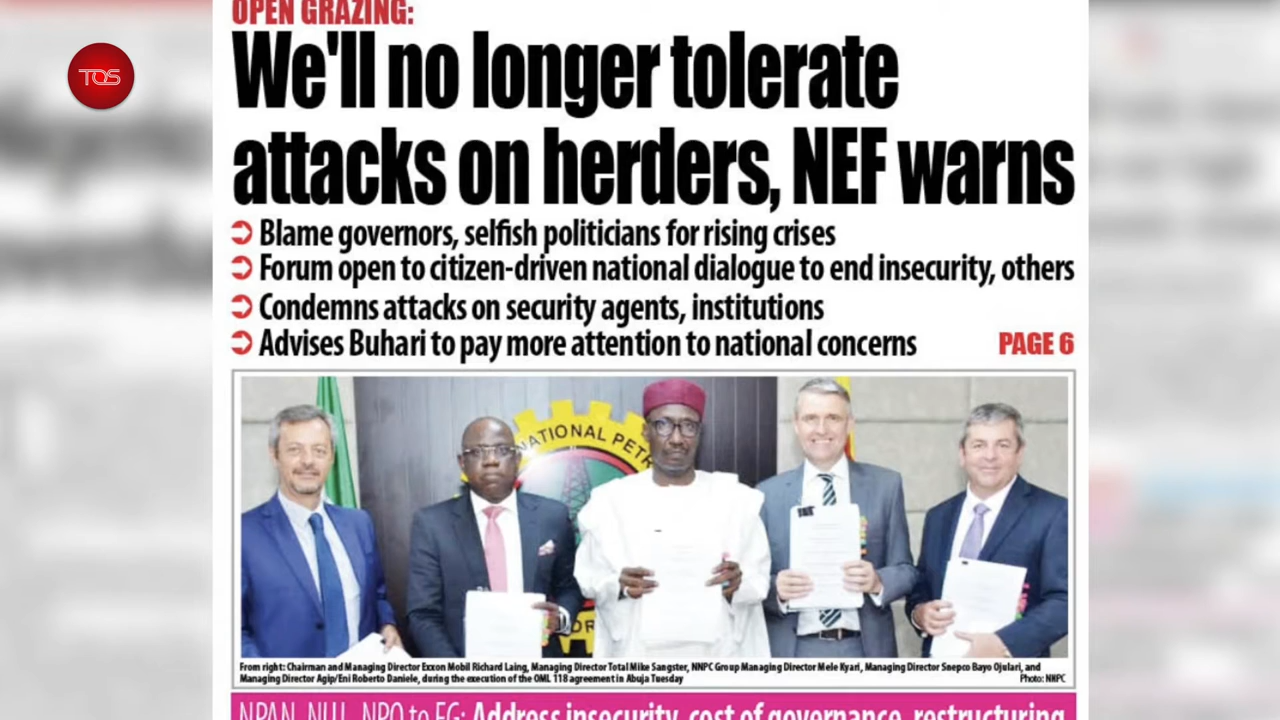 OPEN GRAZING:
TQS
We'll no longer tolerate
attacks on herders, NEF warns
Blame governors, selfish politicians for rising crises
Forum open to citizen-driven national dialogue to end insecurity, others
Condemns attacks on security agents, institutions
Advises Buhari to pay more attention to national concerns
PAGE 6
NATIONAL PETR
From right: Chairman and Managing Director Exxon Mobil Richard Laing, Managing Director Total Mike Sangster, NNPC Group Managing Director Mele Kyari, Managing Director Snepco Bayo Ojulari, and
Managing Director Agip/Eni Roberto Daniele, during the execution of the OML 118 agreement in Abuja Tuesday
Photo: NNPC
NPAN, NUJ, NPO to FG: Address insecurity, cost of governance, restructuring